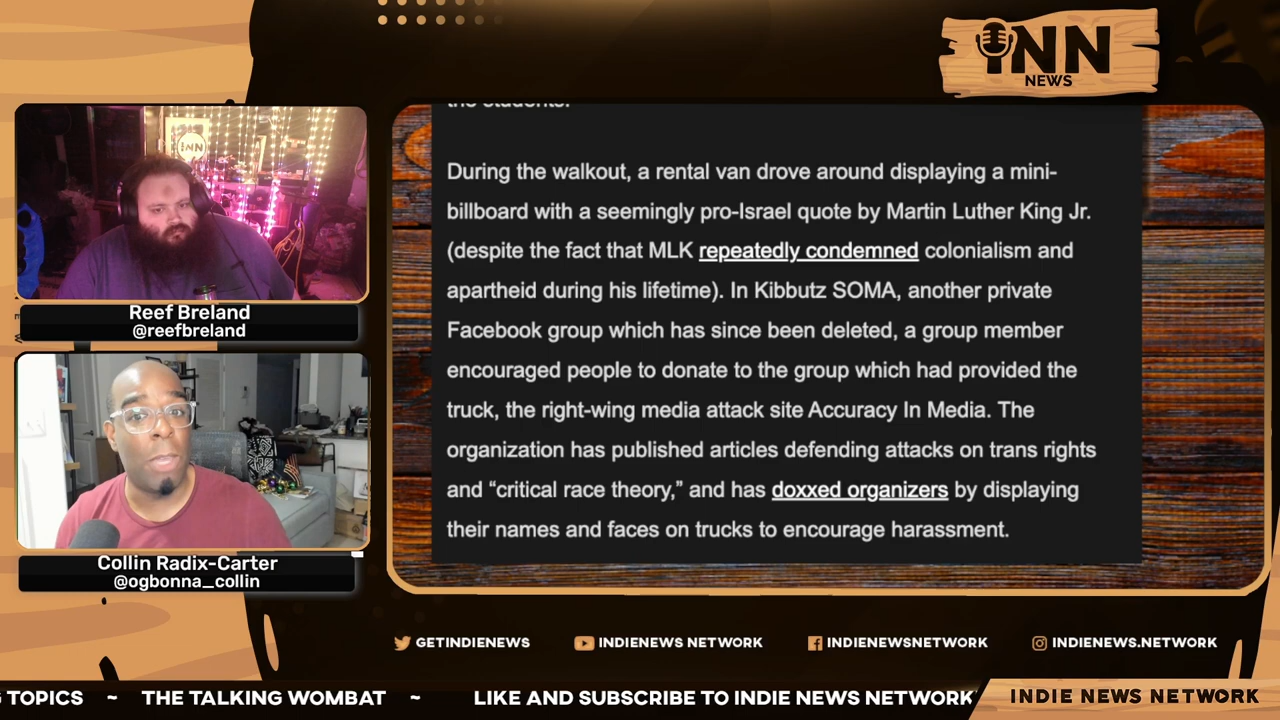 INN
NEWS
the students.
During the walkout, a rental van drove around displaying a mini-
billboard with a seemingly pro-Israel quote by Martin Luther King Jr.
(despite the fact that MLK repeatedly condemned colonialism and
apartheid during his lifetime). In Kibbutz SOMA, another private
Facebook group which has since been deleted, a group member
encouraged people to donate to the group which had provided the
truck, the right-wing media attack site Accuracy In Media. The
organization has published articles defending attacks on trans rights
and “critical race theory,” and has doxxed organizers by displaying
their names and faces on trucks to encourage harassment.
INN
Reef Breland
@reefbreland
Collin Radix-Carter
@ogbonna_collin
GETINDIENEWS
INDIENEWS NETWORK
INDIENEWSNETWORK
INDIENEWS.NETWORK
TOPICS ~ THE TALKING WOMBAT ~ LIKE AND SUBSCRIBE TO INDIE NEWS NETWORK
INDIE NEWS NETWORK